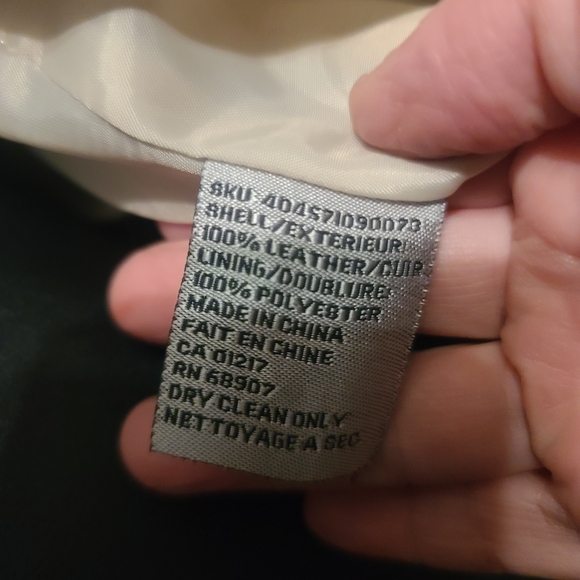 SKU 404571090073
SHELL/EXTERIEUR:
100% LEATHER/CUIR
LINING/DOUBLURE:
100% POLYESTER
MADE IN CHINA
FAIT EN CHINE
CA 01217
RN 68907
DRY CLEAN ONLY
NETTOYAGE A SEC